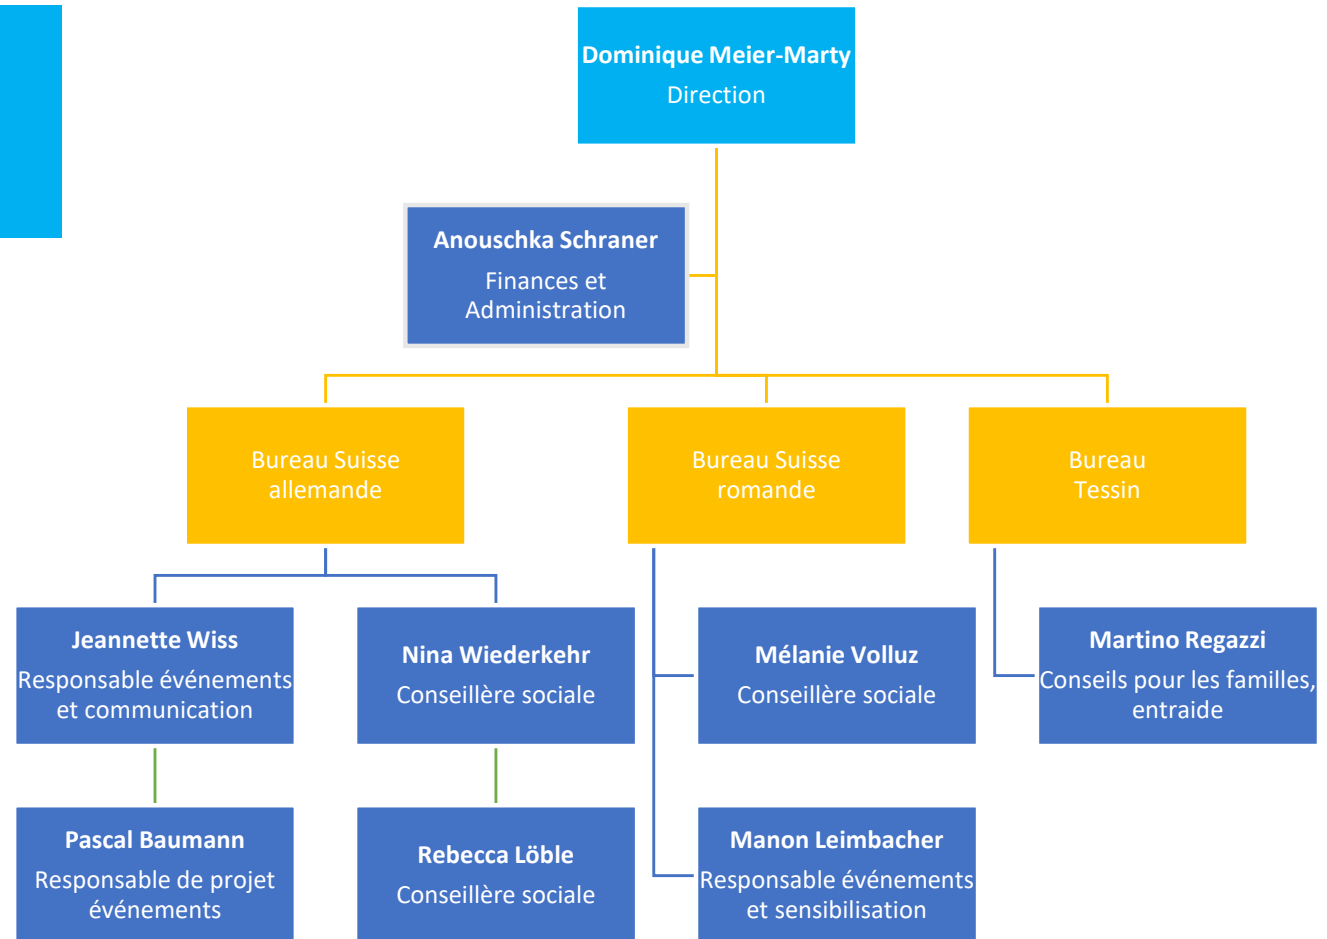 Dominique Meier-Marty
Direction
Anouschka Schraner
Finances et
Administration
Bureau Suisse
allemande
Bureau Suisse
romande
Bureau
Tessin
Jeannette Wiss
Responsable événements
et communication
Nina Wiederkehr
Conseillère sociale
Mélanie Volluz
Conseillère sociale
Martino Regazzi
Conseils pour les familles,
entraide
Pascal Baumann
Responsable de projet
événements
Rebecca Löble
Conseillère sociale
Manon Leimbacher
Responsable événements
et sensibilisation